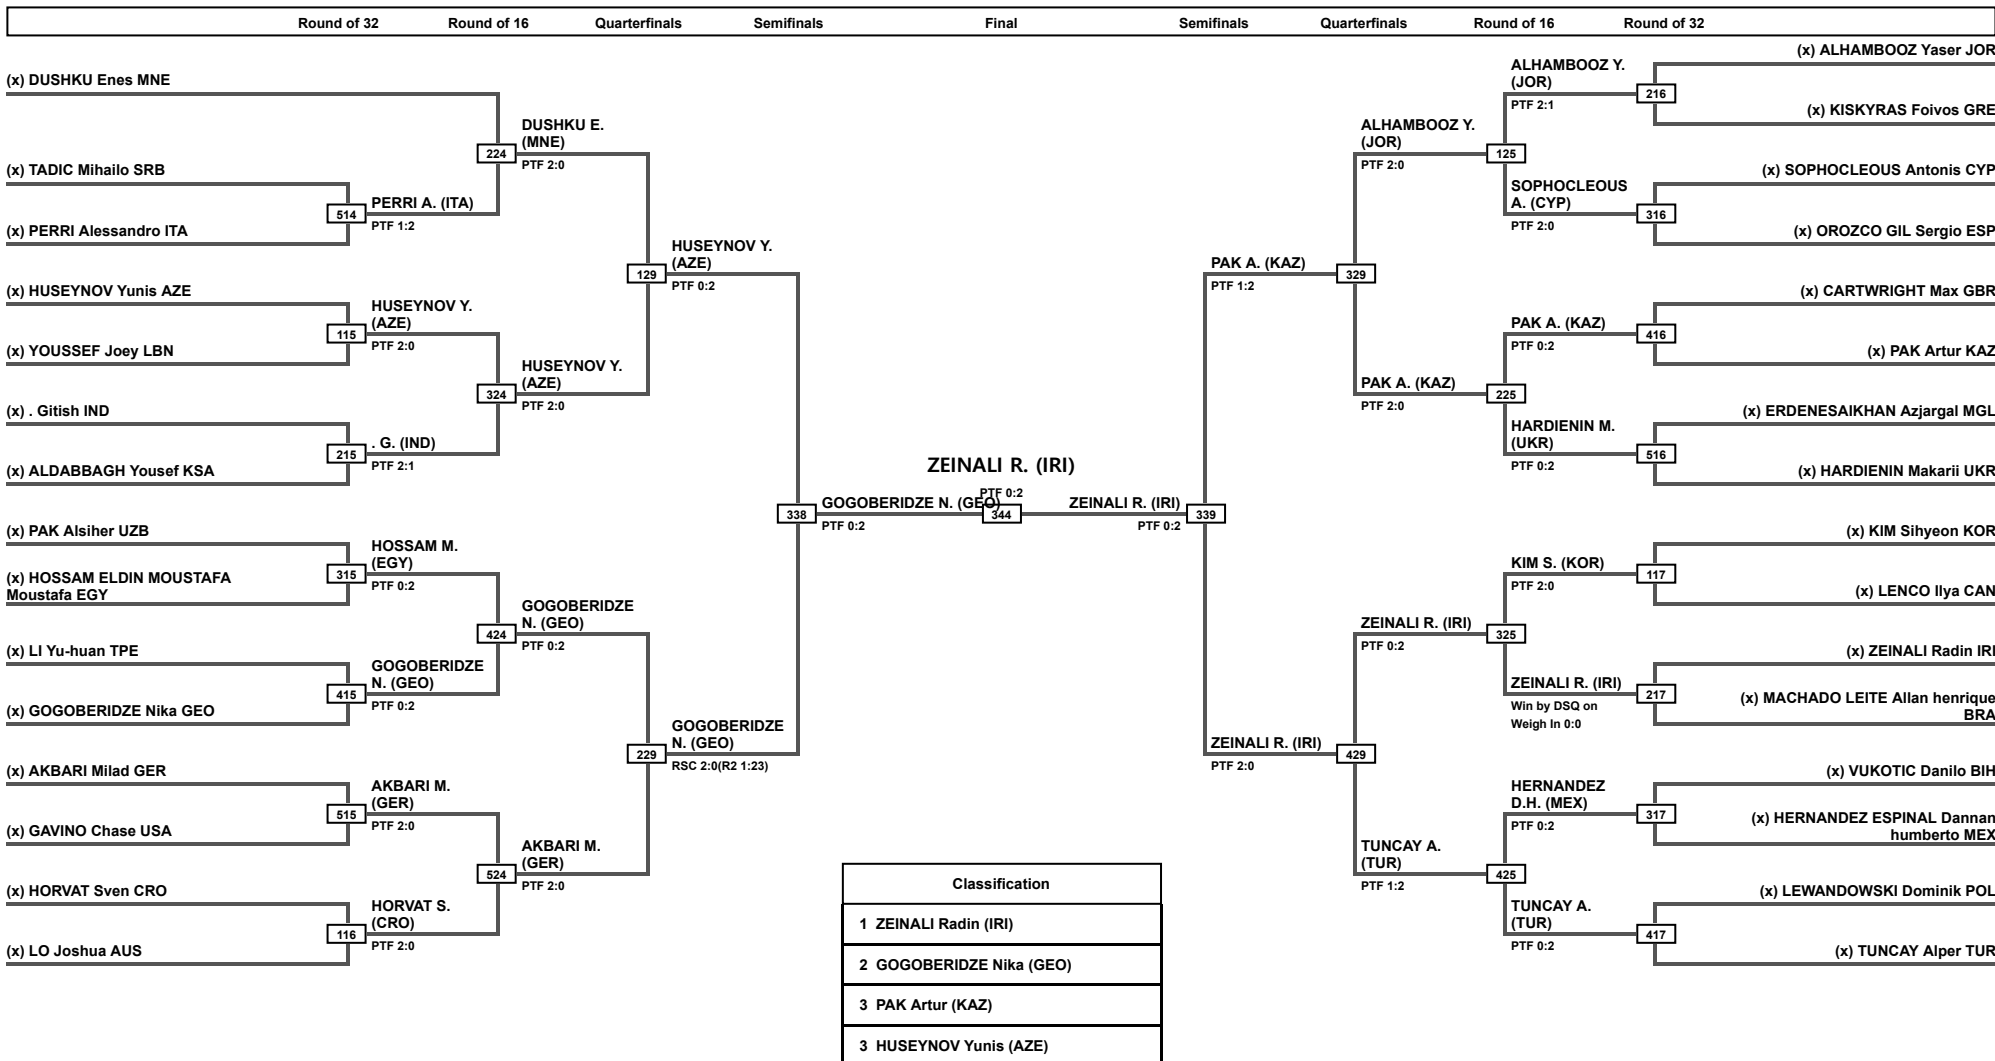 Round of 32 Round of 16 Quarterfinals Semifinals Final Semifinals Quarterfinals Round of 16 Round of 32
(x) DUSHKU Enes MNE
(x) TADIC Mihailo SRB
(x) PERRI Alessandro ITA
(x) HUSEYNOV Yunis AZE
(x) YOUSSEF Joey LBN
(x) . Gitish IND
(x) ALDABBAGH Yousef KSA
(x) PAK Alsiher UZB
(x) HOSSAM ELDIN MOUSTAFA
Moustafa EGY
(x) LI Yu-huan TPE
(x) GOGOBERIDZE Nika GEO
(x) AKBARI Milad GER
(x) GAVINO Chase USA
(x) HORVAT Sven CRO
(x) LO Joshua AUS
514
PERRI A. (ITA)
PTF 1:2
115
HUSEYNOV Y.
(AZE)
PTF 2:0
215
. G. (IND)
PTF 2:1
315
HOSSAM M.
(EGY)
PTF 0:2
415
GOGOBERIDZE
N. (GEO)
PTF 0:2
515
AKBARI M.
(GER)
PTF 2:0
116
HORVAT S.
(CRO)
PTF 2:0
224
DUSHKU E.
(MNE)
PTF 2:0
324
HUSEYNOV Y.
(AZE)
PTF 2:0
424
GOGOBERIDZE
N. (GEO)
PTF 0:2
524
AKBARI M.
(GER)
PTF 2:0
129
HUSEYNOV Y.
(AZE)
PTF 0:2
229
GOGOBERIDZE
N. (GEO)
RSC 2:0(R2 1:23)
338
GOGOBERIDZE N. (GEO)
PTF 0:2
ZEINALI R. (IRI)
PTF 0:2
344
ZEINALI R. (IRI)
PTF 0:2
339
PAK A. (KAZ)
PTF 1:2
329
ZEINALI R. (IRI)
PTF 2:0
429
ALHAMBOOZ Y.
(JOR)
PTF 2:0
125
PAK A. (KAZ)
PTF 2:0
225
ZEINALI R. (IRI)
PTF 0:2
325
TUNCAY A.
(TUR)
PTF 1:2
425
ALHAMBOOZ Y.
(JOR)
PTF 2:1
216
SOPHOCLEOUS
A. (CYP)
PTF 2:0
316
PAK A. (KAZ)
PTF 0:2
416
HARDIENIN M.
(UKR)
PTF 0:2
516
KIM S. (KOR)
PTF 2:0
117
ZEINALI R. (IRI)
Win by DSQ on
Weigh In 0:0
217
HERNANDEZ
D.H. (MEX)
PTF 0:2
317
TUNCAY A.
(TUR)
PTF 0:2
417
(x) ALHAMBOOZ Yaser JOR
(x) KISKYRAS Foivos GRE
(x) SOPHOCLEOUS Antonis CYP
(x) OROZCO GIL Sergio ESP
(x) CARTWRIGHT Max GBR
(x) PAK Artur KAZ
(x) ERDENESAIKHAN Azjargal MGL
(x) HARDIENIN Makarii UKR
(x) KIM Sihyeon KOR
(x) LENCO Ilya CAN
(x) ZEINALI Radin IRI
(x) MACHADO LEITE Allan henrique
BRA
(x) VUKOTIC Danilo BIH
(x) HERNANDEZ ESPINAL Dannan
humberto MEX
(x) LEWANDOWSKI Dominik POL
(x) TUNCAY Alper TUR
Classification
1 ZEINALI Radin (IRI)
2 GOGOBERIDZE Nika (GEO)
3 PAK Artur (KAZ)
3 HUSEYNOV Yunis (AZE)